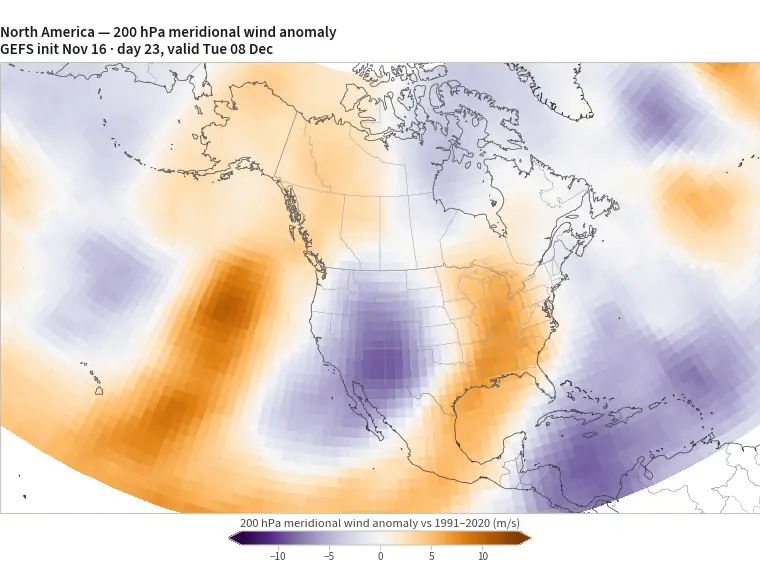 North America — 200 hPa meridional wind anomaly
GEFS init Nov 16 · day 23, valid Tue 08 Dec
200 hPa meridional wind anomaly vs 1991–2020 (m/s)
−10 −5 0 5 10